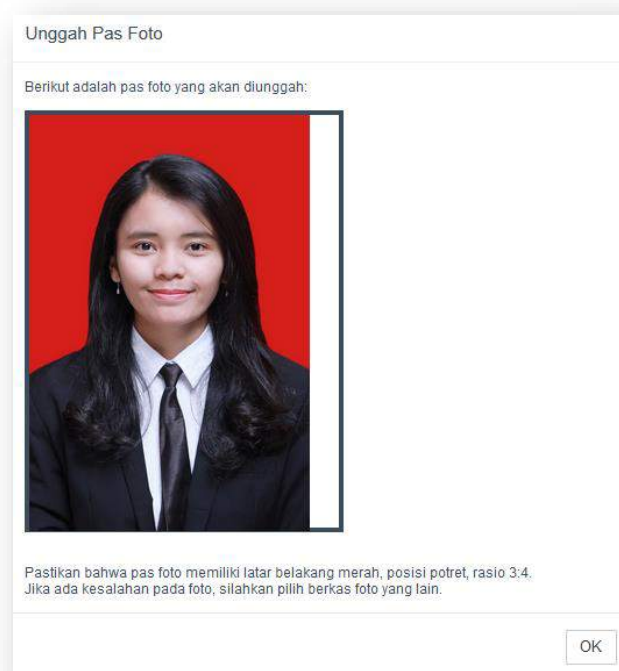 Unggah Pas Foto
Berikut adalah pas foto yang akan diunggah:
Pastikan bahwa pas foto memiliki latar belakang merah, posisi potret, rasio 3:4.
Jika ada kesalahan pada foto, silahkan pilih berkas foto yang lain.
OK